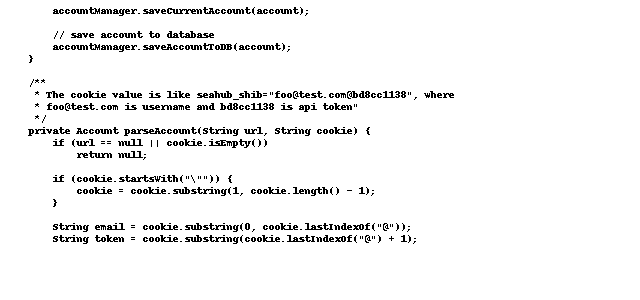 accountManager.saveCurrentAccount(account);
// save account to database
accountManager.saveAccountToDB(account);
}
/**
* The cookie value is like seahub_shib="foo@test.com@bd8cc1138", where
* foo@test.com is username and bd8cc1138 is api token"
*/
private Account parseAccount(String url, String cookie) {
if (url == null || cookie.isEmpty())
return null;
if (cookie.startsWith("\"")) {
cookie = cookie.substring(1, cookie.length() - 1);
}
String email = cookie.substring(0, cookie.lastIndexOf("@"));
String token = cookie.substring(cookie.lastIndexOf("@") + 1);